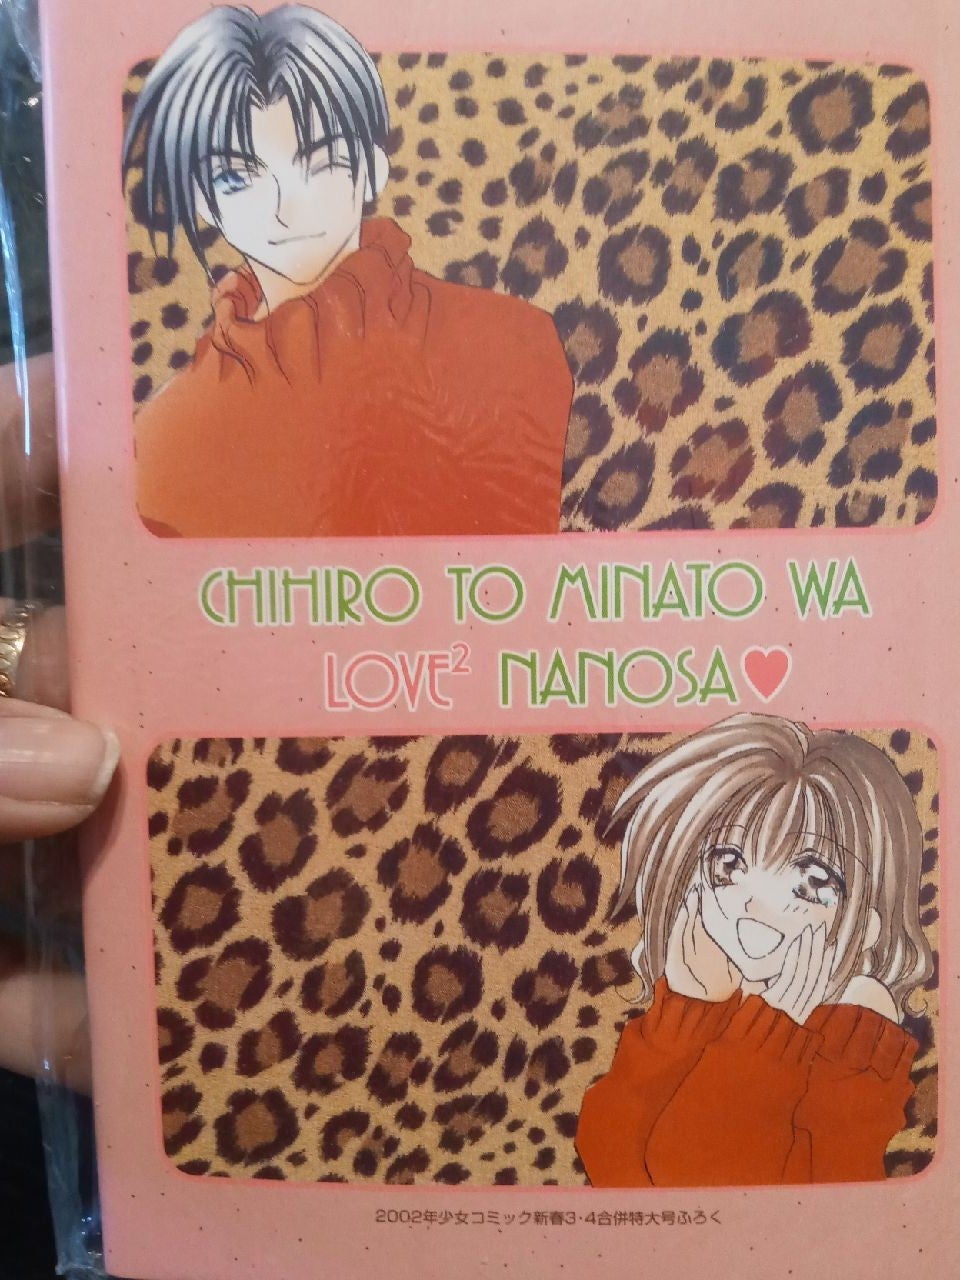 CHIHIRO TO MINATO WA
LOVE² NANOSA♥
2002年少女コミック新春3・4合併特大号ふろく